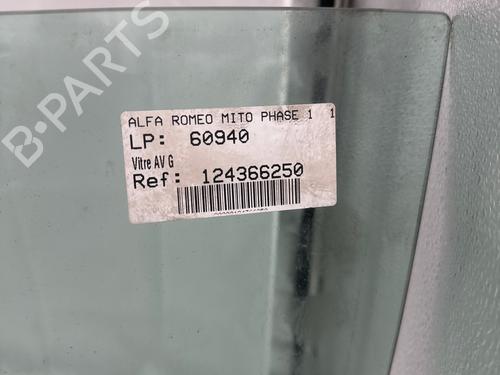 B-PARTS
ALFA ROMEO MITO PHASE 1 1
LP: 60940
Vitre AV G
Ref: 124366250